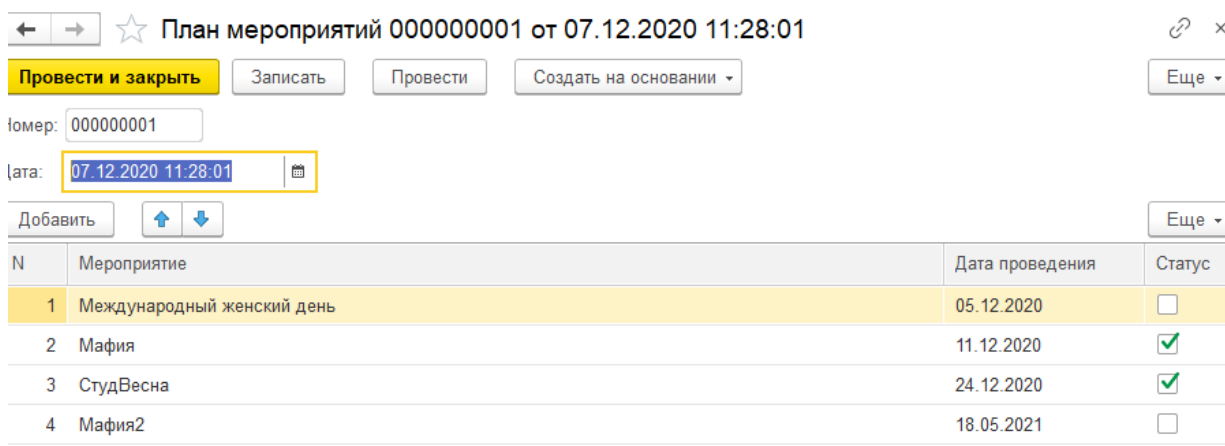 План мероприятий 000000001 от 07.12.2020 11:28:01
Провести и закрыть Записать Провести Создать на основании Еще
Номер: 000000001
Дата: 07.12.2020 11:28:01
Добавить Еще
N Мероприятие Дата проведения Статус
1 Международный женский день 05.12.2020
2 Мафия 11.12.2020
3 СтудВесна 24.12.2020
4 Мафия2 18.05.2021